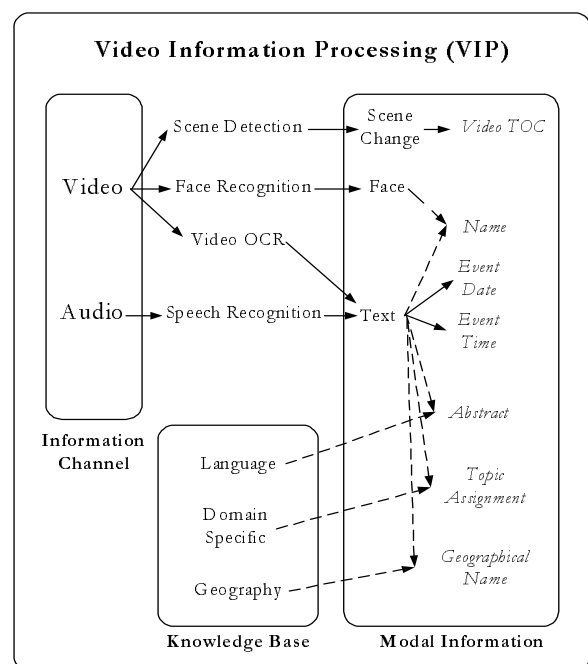 Video Information Processing (VIP)
Scene Detection
Scene
Change
Video TOC
Video
Face Recognition
Face
Name
Video OCR
Event
Date
Audio
Speech Recognition
Text
Event
Time
Abstract
Information
Channel
Language
Topic
Assignment
Domain
Specific
Geography
Geographical
Name
Knowledge Base
Modal Information